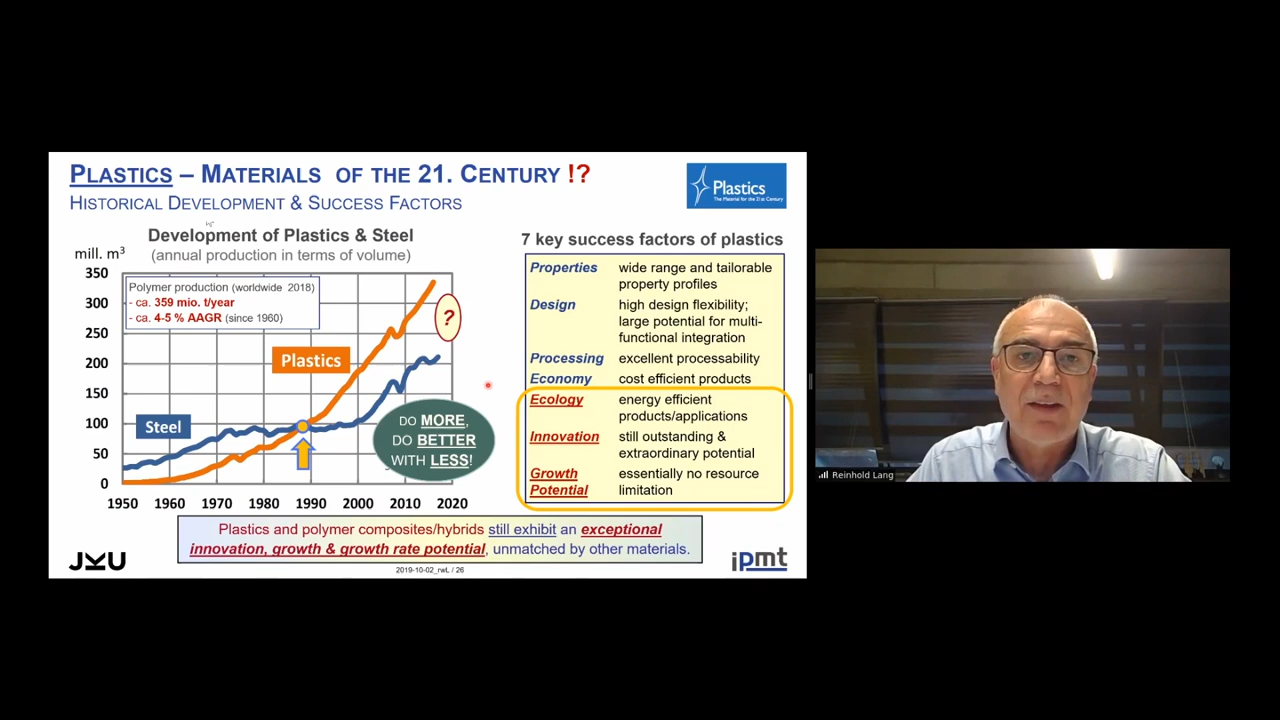 PLASTICS – MATERIALS OF THE 21. CENTURY !?
HISTORICAL DEVELOPMENT & SUCCESS FACTORS
Plastics
The Material for the 21st Century
Development of Plastics & Steel
(annual production in terms of volume)
mill. m³
350
300
250
200
150
100
50
0
1950 1960 1970 1980 1990 2000 2010 2020
Polymer production (worldwide 2018)
- ca. 359 mio. t/year
- ca. 4-5 % AAGR (since 1960)
?
Plastics
Steel
DO MORE,
DO BETTER
WITH LESS!
7 key success factors of plastics
Properties wide range and tailorable
property profiles
Design high design flexibility;
large potential for multi-
functional integration
Processing excellent processability
Economy cost efficient products
Ecology energy efficient
products/applications
Innovation still outstanding &
extraordinary potential
Growth essentially no resource
Potential limitation
Plastics and polymer composites/hybrids still exhibit an exceptional
innovation, growth & growth rate potential, unmatched by other materials.
JKU
2019-10-02_rwL / 26
ipmt
Reinhold Lang